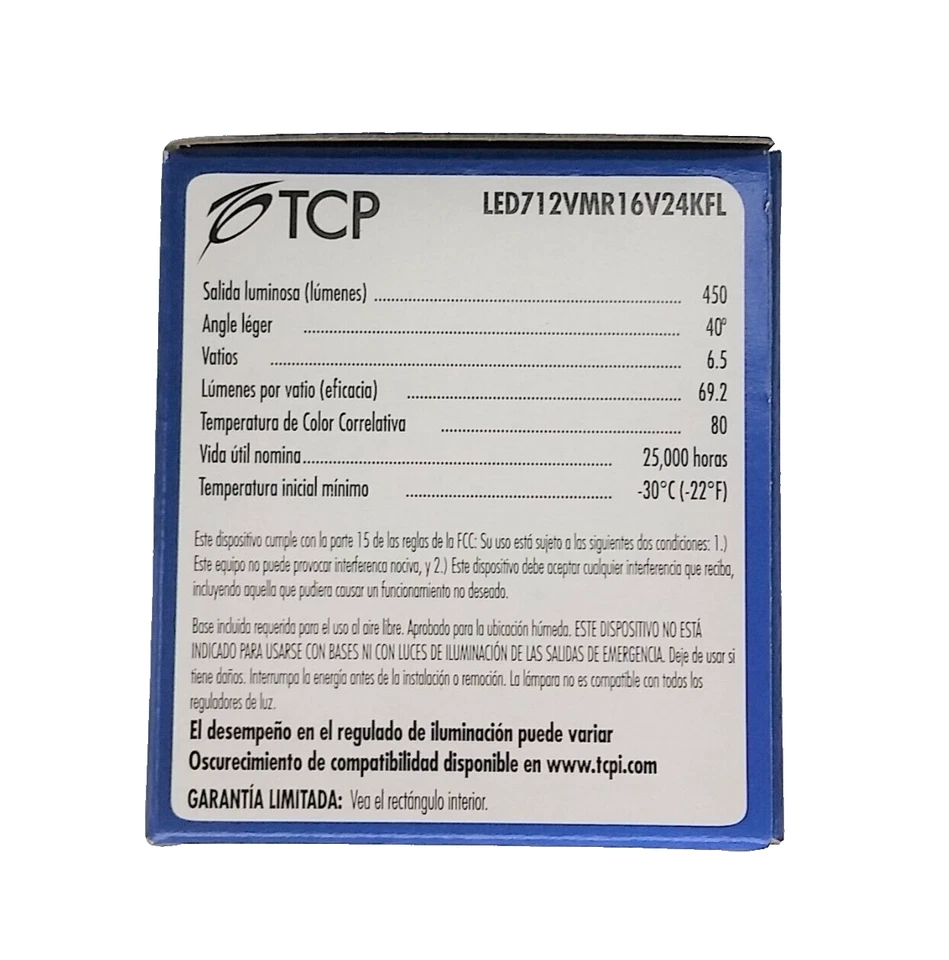 TCP LED712VMR16V24KFL
Salida luminosa (lúmenes) 450
Angle léger 40º
Vatios 6.5
Lúmenes por vatio (eficacia) 69.2
Temperatura de Color Correlativa 80
Vida útil nomina 25,000 horas
Temperatura inicial mínimo -30°C (-22°F)
Este dispositivo cumple con la parte 15 de las reglas de la FCC: Su uso está sujeto a las siguientes dos condiciones: 1.)
Este equipo no puede provocar interferenca nociva, y 2.) Este dispositivo debe aceptar cualquier interferencia que reciba,
incluyendo aquella que pudiera causar un funcionamiento no deseado.
Base incluida requerida para el uso al aire libre. Aprobado para la ubicación húmeda. ESTE DISPOSITIVO NO ESTÁ
INDICADO PARA USARSE CON BASES NI CON LUCES DE ILUMINACIÓN DE LAS SALIDAS DE EMERGENCIA. Deje de usar si
tiene daños. Interrumpa la energía antes de la instalación o remoción. La lámpara no es compatible con todos los
reguladores de luz.
El desempeño en el regulado de iluminación puede variar
Oscurecimiento de compatibilidad disponible en www.tcpi.com
GARANTÍA LIMITADA: Vea el rectángulo interior.